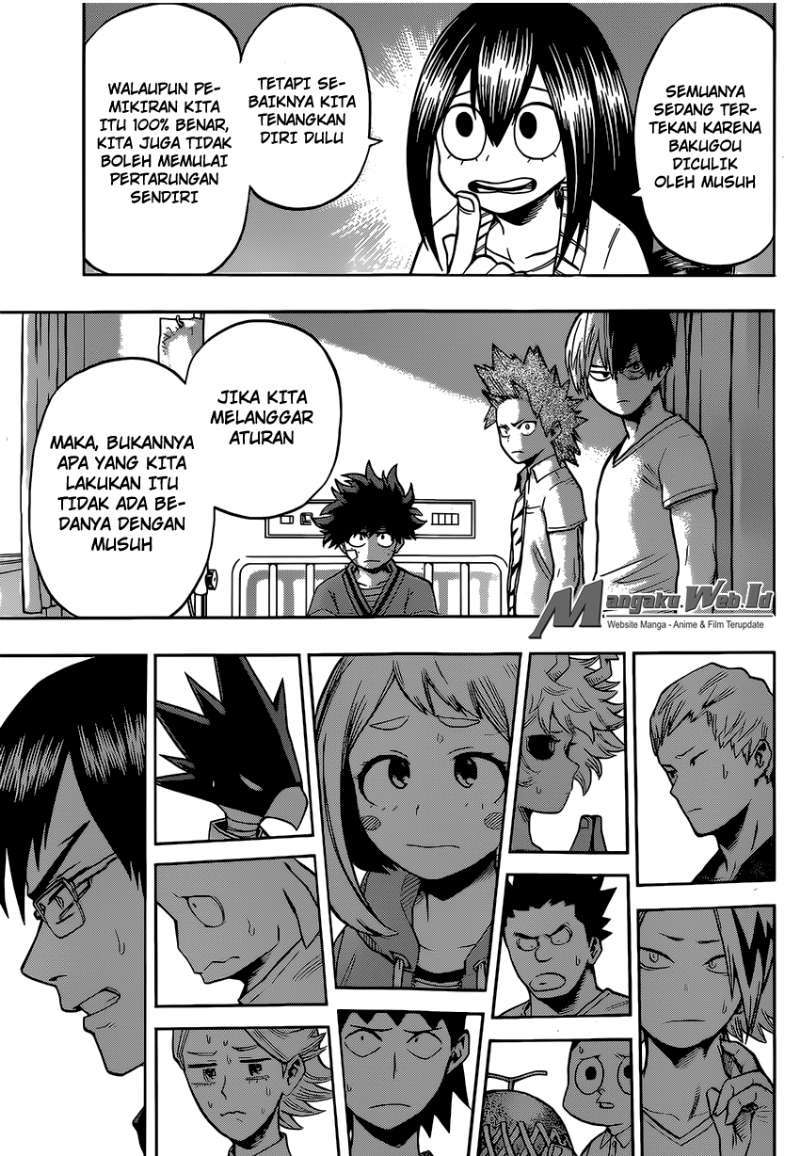 SEMUANYA
SEDANG TER-
TEKAN KARENA
BAKUGOU
DICULIK
OLEH MUSUH
TETAPI SE-
BAIKNYA KITA
TENANGKAN
DIRI DULU
WALAUPUN PE-
MIKIRAN KITA
ITU 100% BENAR,
KITA JUGA TIDAK
BOLEH MEMULAI
PERTARUNGAN
SENDIRI
JIKA KITA
MELANGGAR
ATURAN
MAKA, BUKANNYA
APA YANG KITA
LAKUKAN ITU
TIDAK ADA BE-
DANYA DENGAN
MUSUH
Mangaku.Web.Id
Website Manga - Anime & Film Terupdate